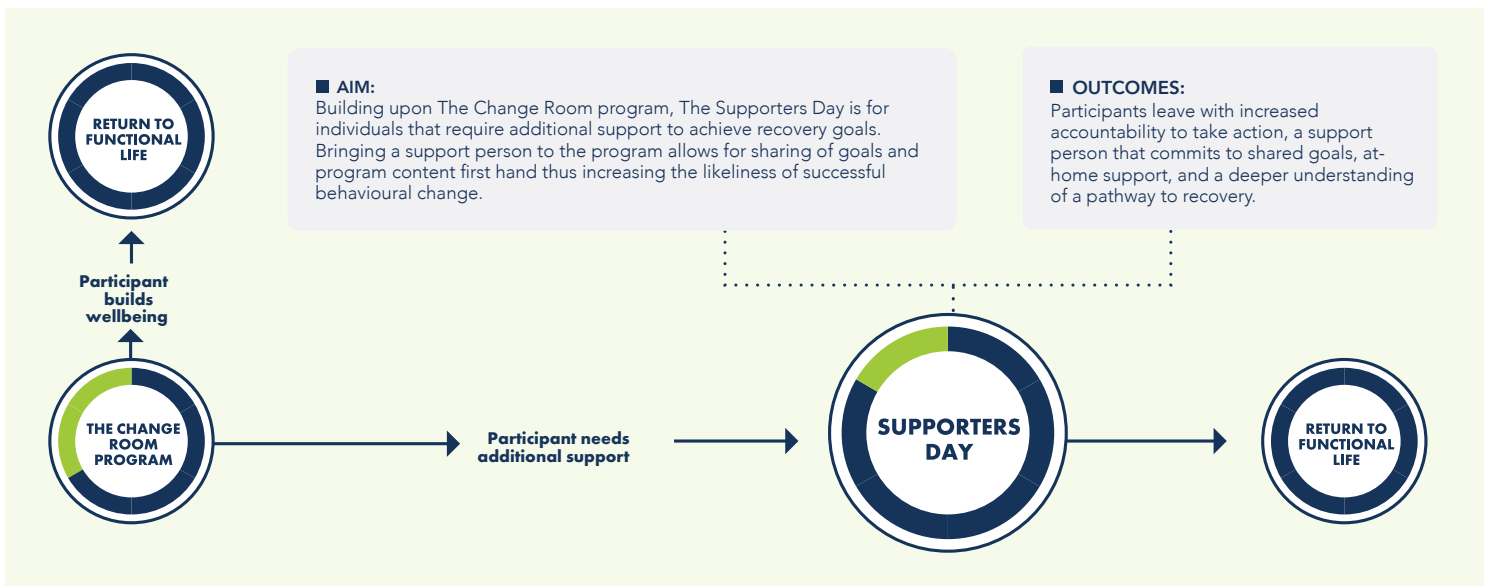 RETURN TO
FUNCTIONAL
LIFE
AIM:
Building upon The Change Room program, The Supporters Day is for
individuals that require additional support to achieve recovery goals.
Bringing a support person to the program allows for sharing of goals and
program content first hand thus increasing the likeliness of successful
behavioural change.
OUTCOMES:
Participants leave with increased
accountability to take action, a support
person that commits to shared goals, at-
home support, and a deeper understanding
of a pathway to recovery.
Participant
builds
wellbeing
THE CHANGE
ROOM
PROGRAM
Participant needs
additional support
SUPPORTERS
DAY
RETURN TO
FUNCTIONAL
LIFE